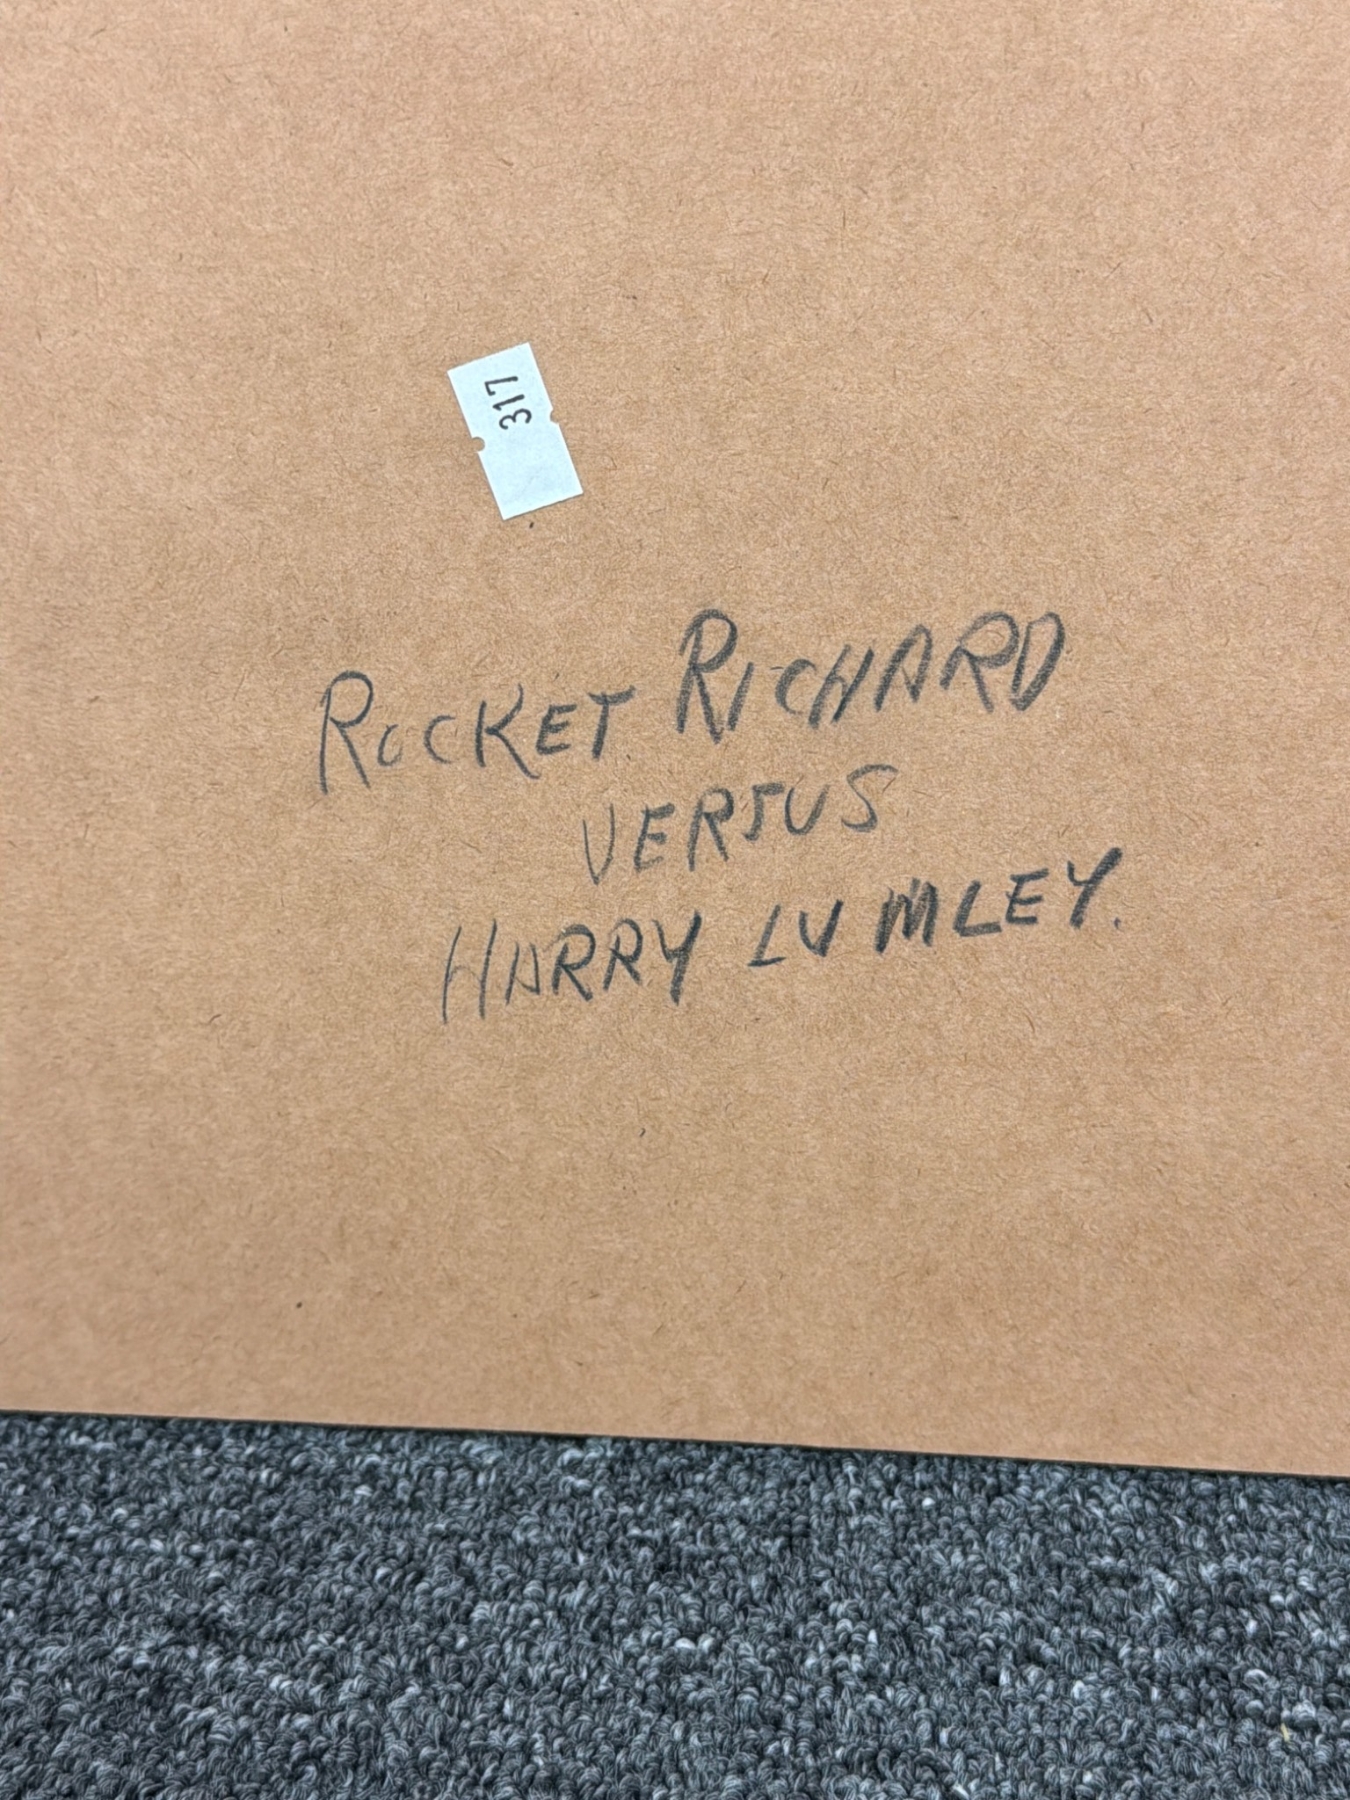 317
ROCKET RICHARD
VERSUS
HARRY LUMLEY.